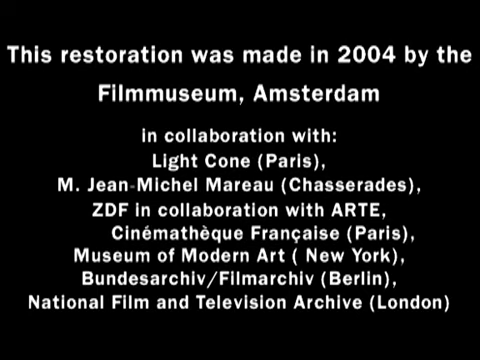 This restoration was made in 2004 by the
Filmmuseum, Amsterdam
in collaboration with:
Light Cone (Paris),
M. Jean-Michel Mareau (Chasserades),
ZDF in collaboration with ARTE,
Cinémathèque Française (Paris),
Museum of Modern Art ( New York),
Bundesarchiv/Filmarchiv (Berlin),
National Film and Television Archive (London)